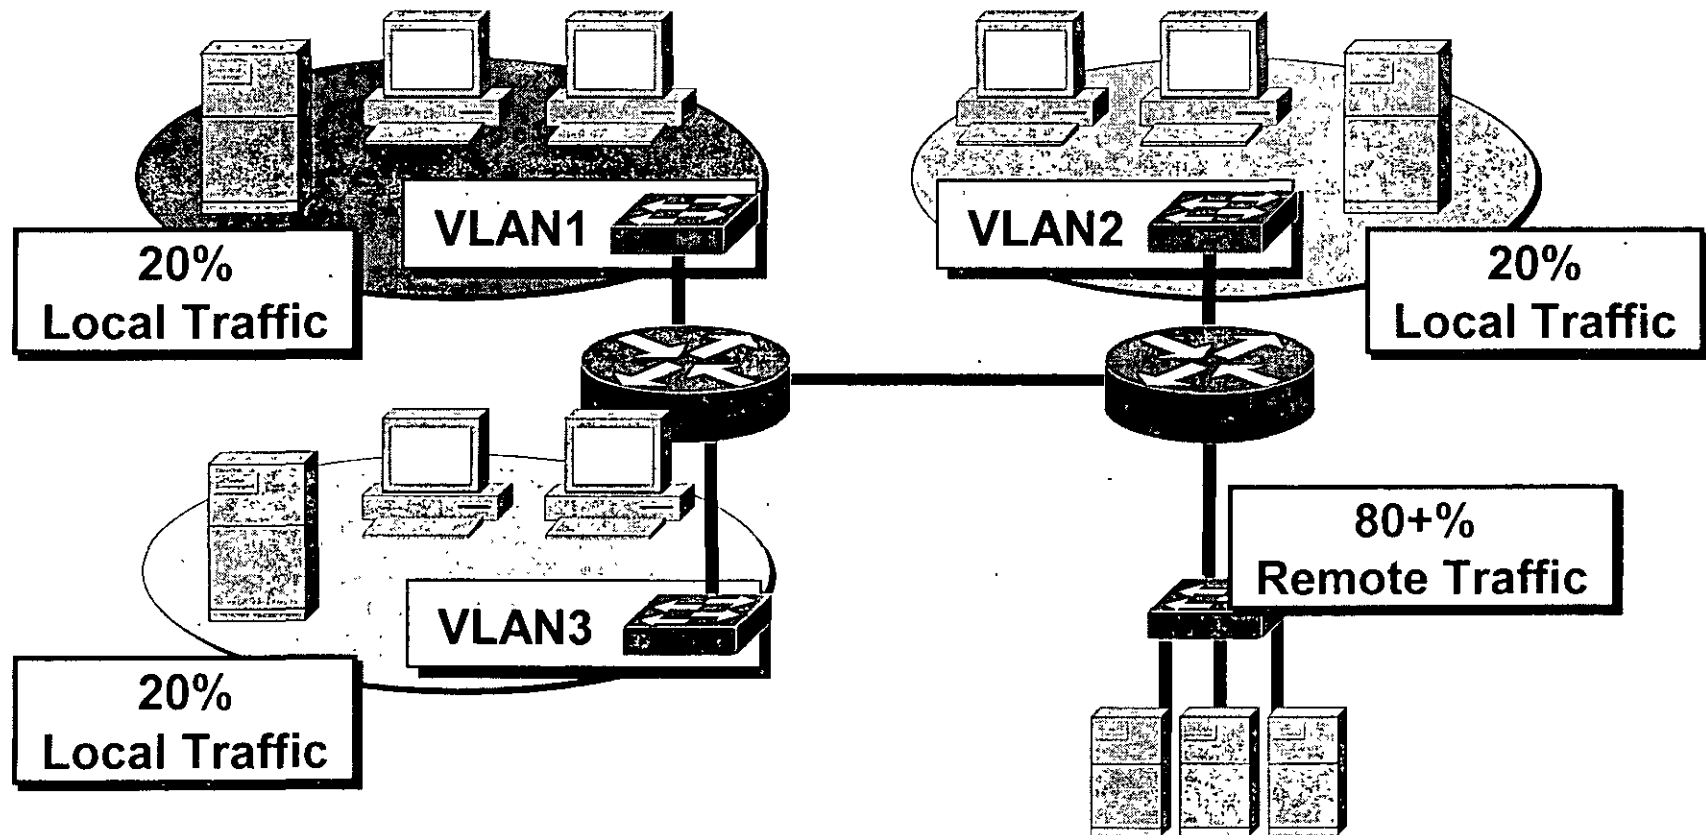 VLAN1
20%
Local Traffic
VLAN2
20%
Local Traffic
VLAN3
20%
Local Traffic
80+%
Remote Traffic